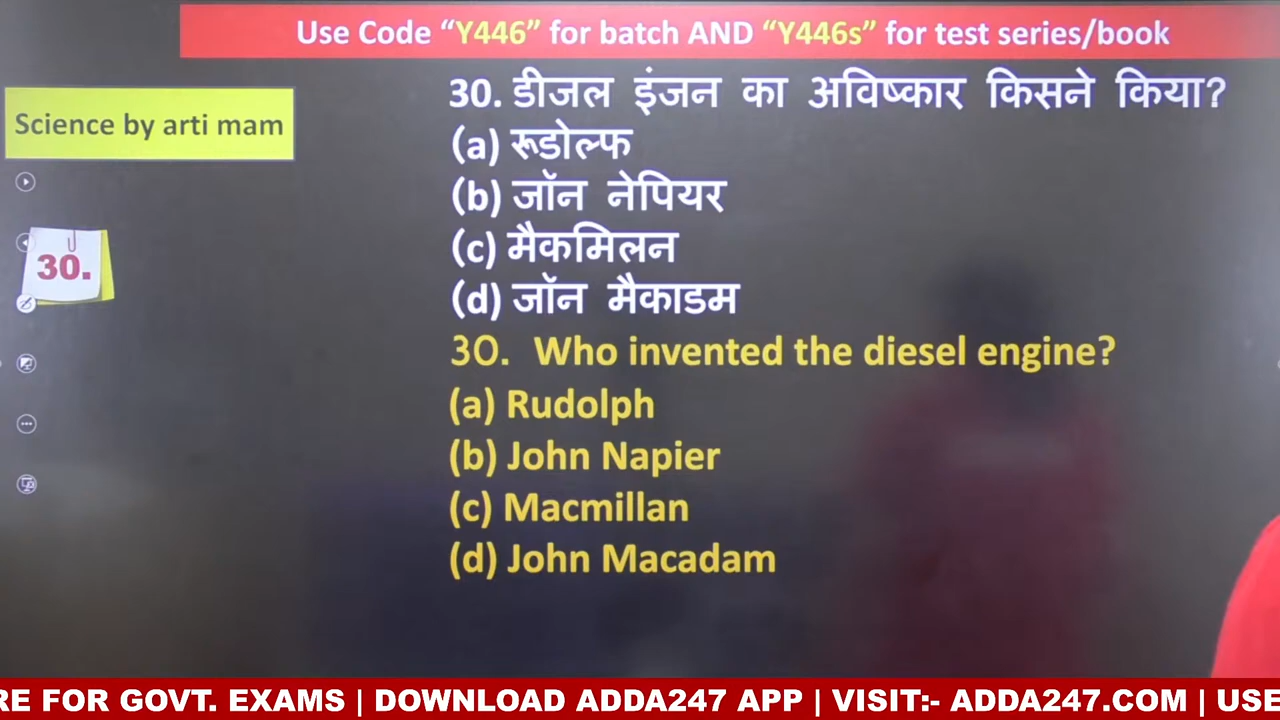 Use Code “Y446” for batch AND “Y446s” for test series/book
Science by arti mam
30. डीजल इंजन का अविष्कार किसने किया?
(a) रूडोल्फ
(b) जॉन नेपियर
(c) मैकमिलन
(d) जॉन मैकाडम
30.
30. Who invented the diesel engine?
(a) Rudolph
(b) John Napier
(c) Macmillan
(d) John Macadam
RE FOR GOVT. EXAMS | DOWNLOAD ADDA247 APP | VISIT:- ADDA247.COM | USE